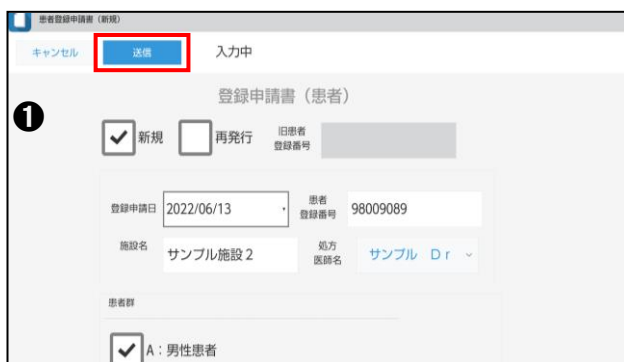 患者登録申請書（新規）
キャンセル 送信 入力中
❶
登録申請書（患者）
新規 再発行 旧患者
登録番号
登録申請日 2022/06/13 患者
登録番号 98009089
施設名 サンプル施設２ 処方
医師名 サンプル　Ｄｒ
患者群
A：男性患者